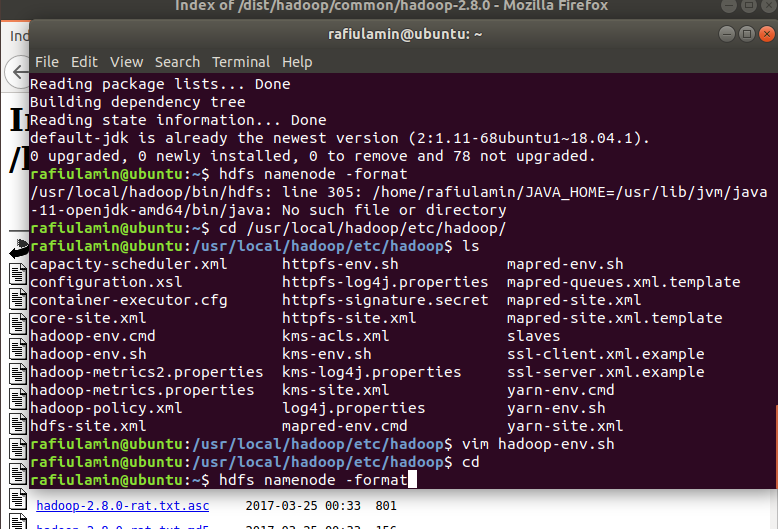 Index of /dist/hadoop/common/hadoop-2.8.0 - Mozilla Firefox
rafiulamin@ubuntu: ~
File Edit View Search Terminal Help
Reading package lists... Done
Building dependency tree
Reading state information... Done
default-jdk is already the newest version (2:1.11-68ubuntu1~18.04.1).
0 upgraded, 0 newly installed, 0 to remove and 78 not upgraded.
rafiulamin@ubuntu:~$ hdfs namenode -format
/usr/local/hadoop/bin/hdfs: line 305: /home/rafiulamin/JAVA_HOME=/usr/lib/jvm/java
-11-openjdk-amd64/bin/java: No such file or directory
rafiulamin@ubuntu:~$ cd /usr/local/hadoop/etc/hadoop/
rafiulamin@ubuntu:/usr/local/hadoop/etc/hadoop$ ls
capacity-scheduler.xml httpfs-env.sh mapred-env.sh
configuration.xsl httpfs-log4j.properties mapred-queues.xml.template
container-executor.cfg httpfs-signature.secret mapred-site.xml
core-site.xml httpfs-site.xml mapred-site.xml.template
hadoop-env.cmd kms-acls.xml slaves
hadoop-env.sh kms-env.sh ssl-client.xml.example
hadoop-metrics2.properties kms-log4j.properties ssl-server.xml.example
hadoop-metrics.properties kms-site.xml yarn-env.cmd
hadoop-policy.xml log4j.properties yarn-env.sh
hdfs-site.xml mapred-env.cmd yarn-site.xml
rafiulamin@ubuntu:/usr/local/hadoop/etc/hadoop$ vim hadoop-env.sh
rafiulamin@ubuntu:/usr/local/hadoop/etc/hadoop$ cd
rafiulamin@ubuntu:~$ hdfs namenode -format
hadoop-2.8.0-rat.txt.asc 2017-03-25 00:33 801